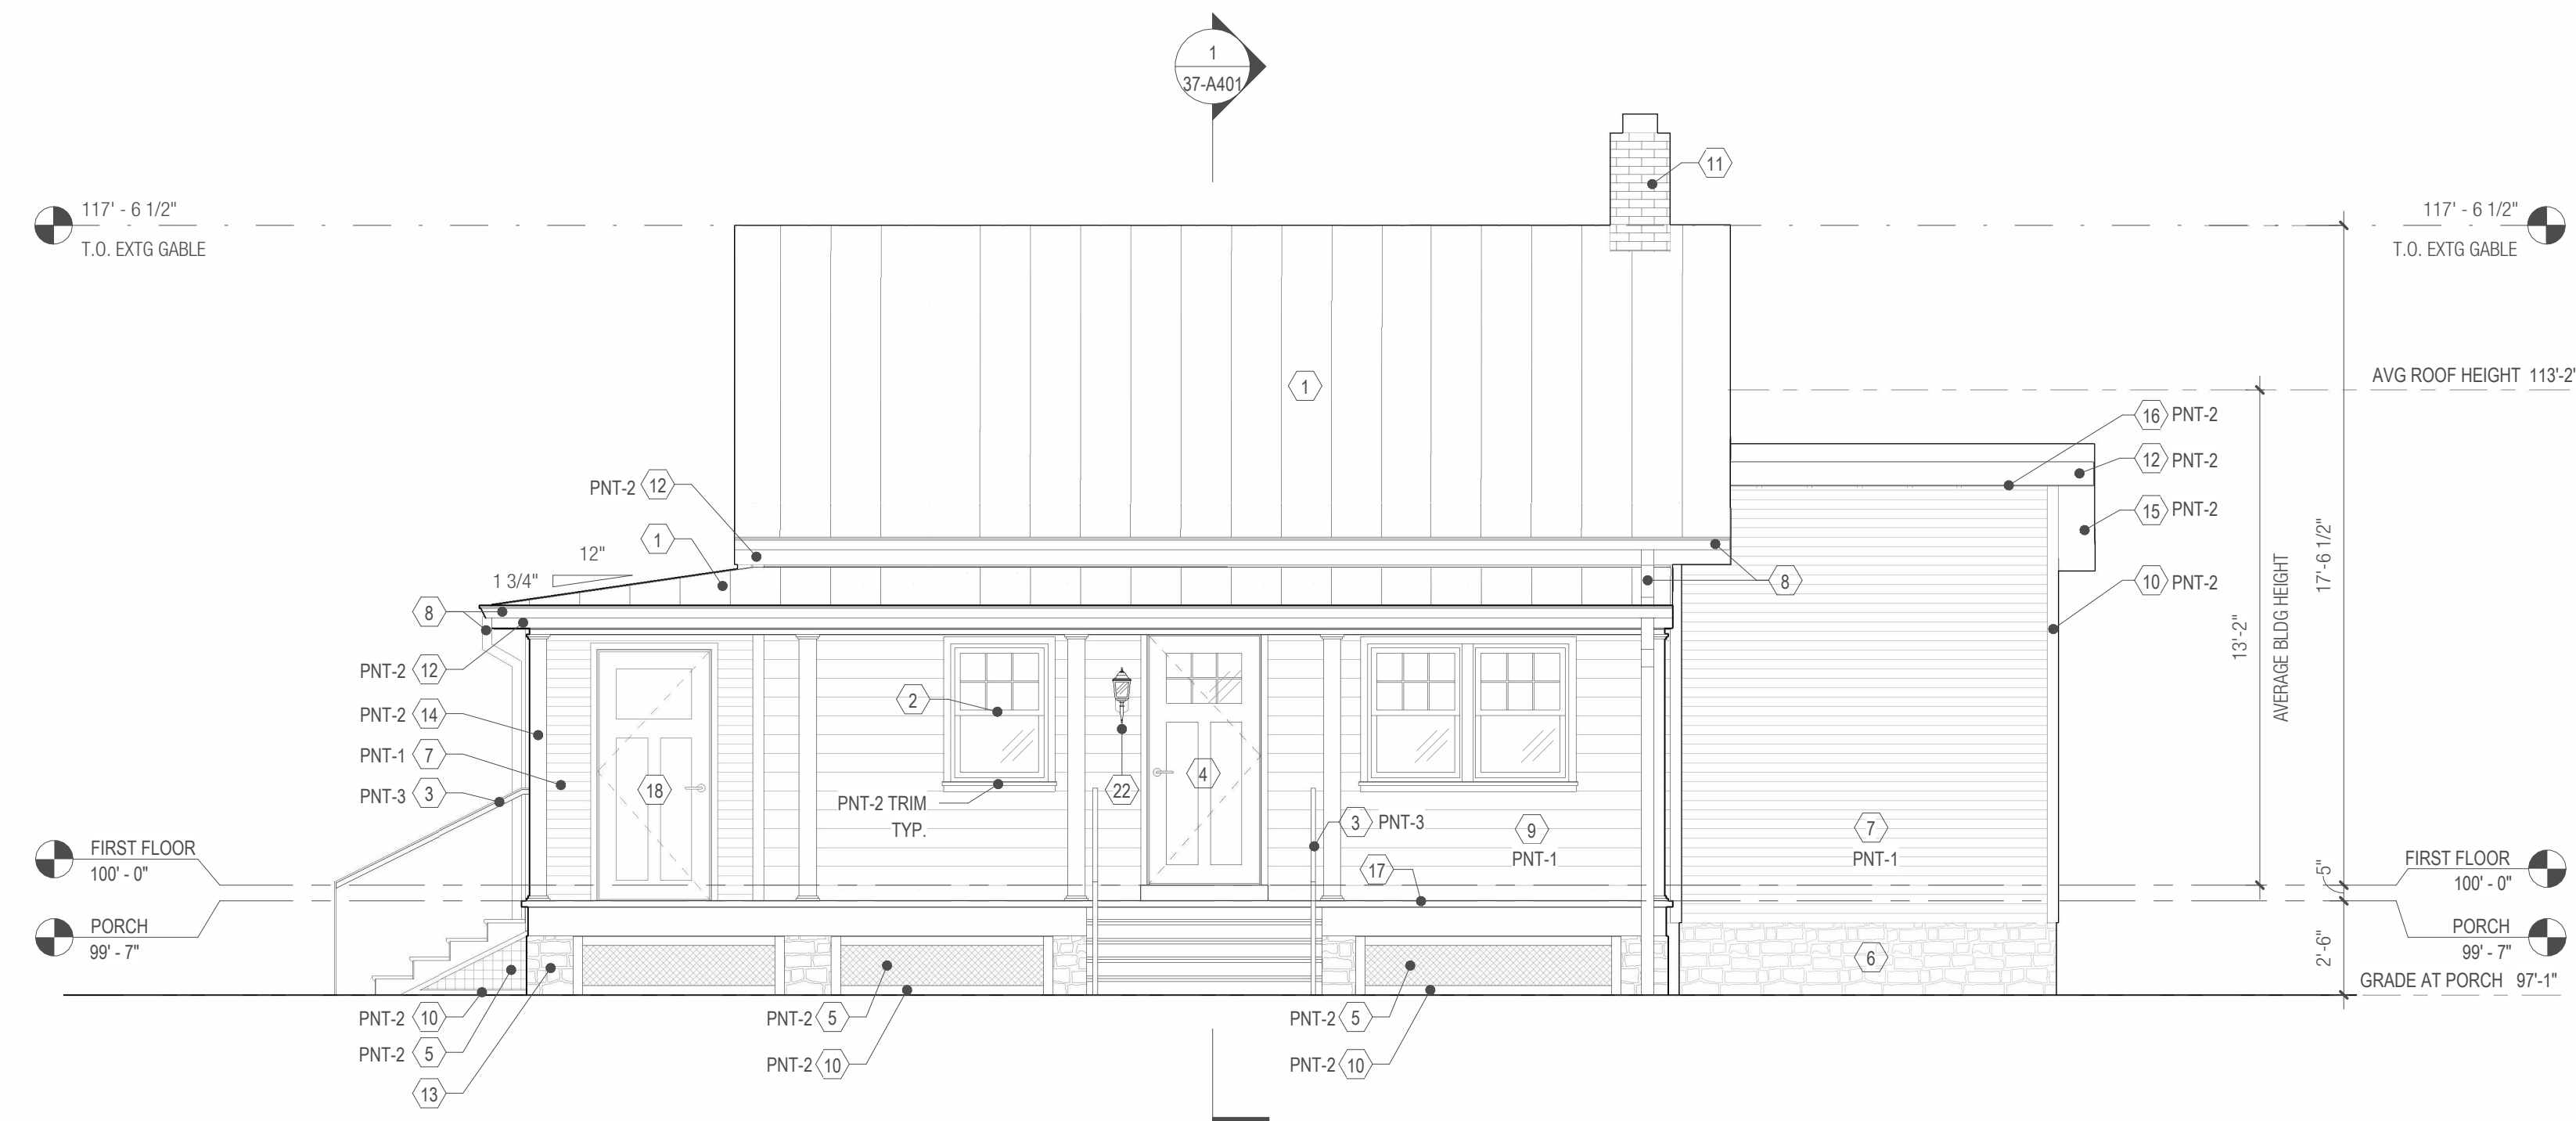 1
37-A401
11
117' - 6 1/2"
T.O. EXTG GABLE
117' - 6 1/2"
T.O. EXTG GABLE
1
AVG ROOF HEIGHT 113'-2"
16 PNT-2
12 PNT-2
15 PNT-2
10 PNT-2
PNT-2 12
1
12"
1 3/4"
8
8
PNT-2 12
PNT-2 14
PNT-1 7
PNT-3 3
18
2
PNT-2 TRIM
TYP.
22
4
3 PNT-3
9
PNT-1
17
7
PNT-1
6
13'-2"
AVERAGE BLDG HEIGHT
17'-6 1/2"
5"
2'-6"
FIRST FLOOR
100' - 0"
PORCH
99' - 7"
FIRST FLOOR
100' - 0"
PORCH
99' - 7"
GRADE AT PORCH 97'-1"
PNT-2 10
PNT-2 5
13
PNT-2 5
PNT-2 10
PNT-2 5
PNT-2 10